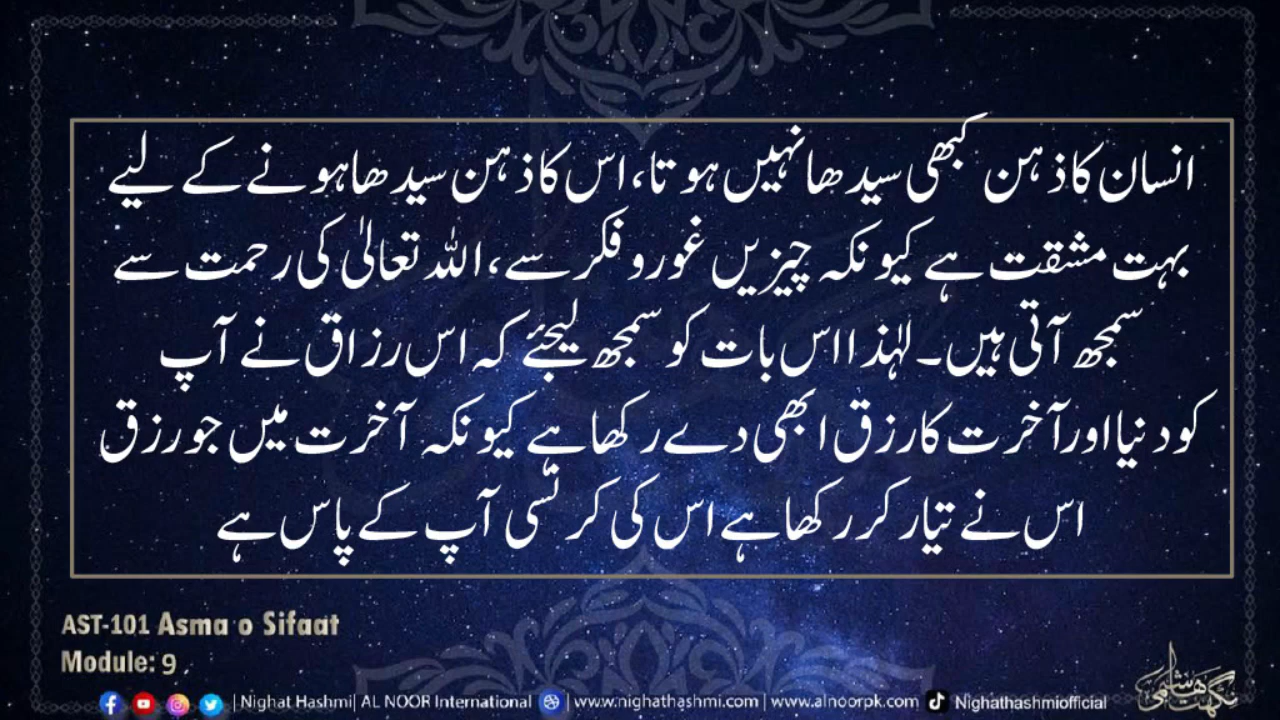 انسان کا ذہن کبھی سیدھا نہیں ہوتا، اس کا ذہن سیدھا ہونے کے لیے
بہت مشقت ہے کیونکہ چیزیں غور و فکر سے، اللہ تعالیٰ کی رحمت سے
سمجھ آتی ہیں۔ لہٰذا اس بات کو سمجھ لیجئے کہ اس رزاق نے آپ
کو دنیا اور آخرت کا رزق ابھی دے رکھا ہے کیونکہ آخرت میں جو رزق
اس نے تیار کر رکھا ہے اس کی کرنسی آپ کے پاس ہے
AST-101 Asma o Sifaat
Module: 9
| Nighat Hashmi| AL NOOR International | www.nighathashmi.com | www.alnoorpk.com Nighathashmiofficial
نگہت ہاشمی